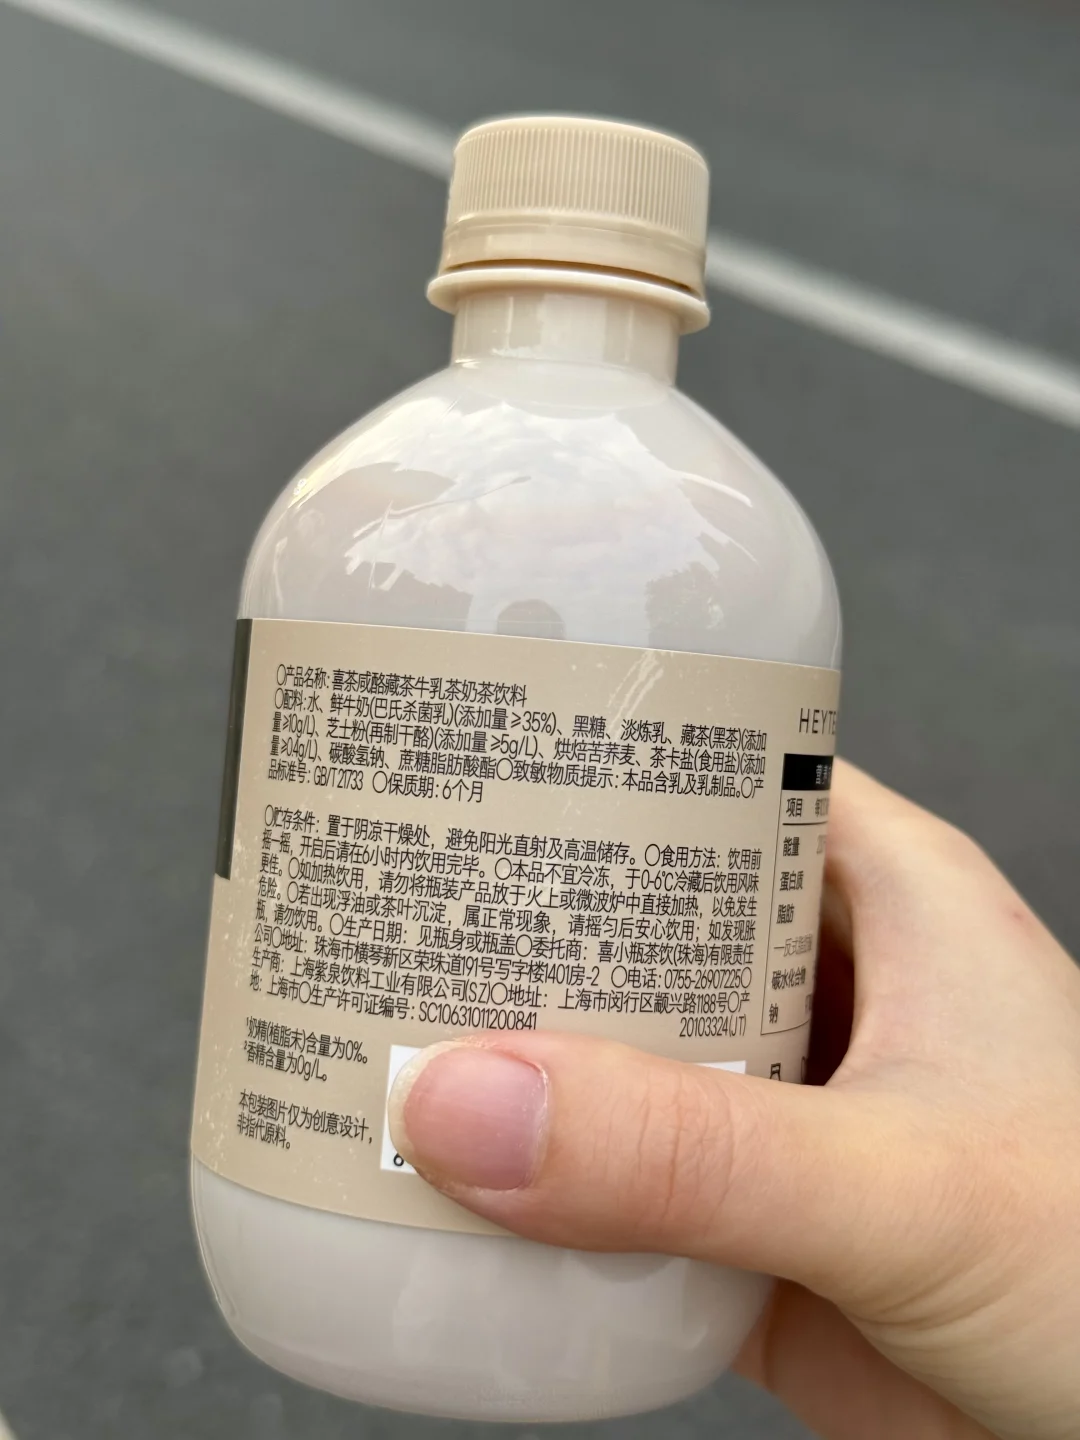 〇产品名称：喜茶咸酪藏茶牛乳茶奶茶饮料
〇配料：水、鲜牛奶(巴氏杀菌乳)(添加量≥35%)、黑糖、淡炼乳、藏茶(黑茶)(添加
量≥10g/L)、芝士粉(再制干酪)(添加量≥5g/L)、烘焙苦荞麦、茶卡盐(食用盐)(添加
量≥0.4g/L)、碳酸氢钠、蔗糖脂肪酸酯〇致敏物质提示：本品含乳及乳制品。〇产
品标准号：GB/T 21733 〇保质期：6个月
〇贮存条件：置于阴凉干燥处，避免阳光直射及高温储存。〇食用方法：饮用前
摇一摇，开启后请在6小时内饮用完毕。〇本品不宜冷冻，于0-6℃冷藏后饮用风味
更佳。〇如加热饮用，请勿将瓶装产品放于火上或微波炉中直接加热，以免发生
危险。〇若出现浮油或茶叶沉淀，属正常现象，请摇匀后安心饮用；如发现胀
瓶，请勿饮用。〇生产日期：见瓶身或瓶盖〇委托商：喜小瓶茶饮(珠海)有限责任
公司〇地址：珠海市横琴新区荣珠道191号写字楼1401房-2 〇电话：0755-26907225〇
生产商：上海紫泉饮料工业有限公司(SZ)〇地址：上海市闵行区颛兴路1188号〇产
地：上海市〇生产许可证编号：SC10631011200841
20103324(JT)
¹奶精(植脂末)含量为0%。
²香精含量为0g/L。
本包装图片仅为创意设计，
非指代原料。
6
HEYTE
项目
能量
蛋白质
脂肪
碳水化合物
钠